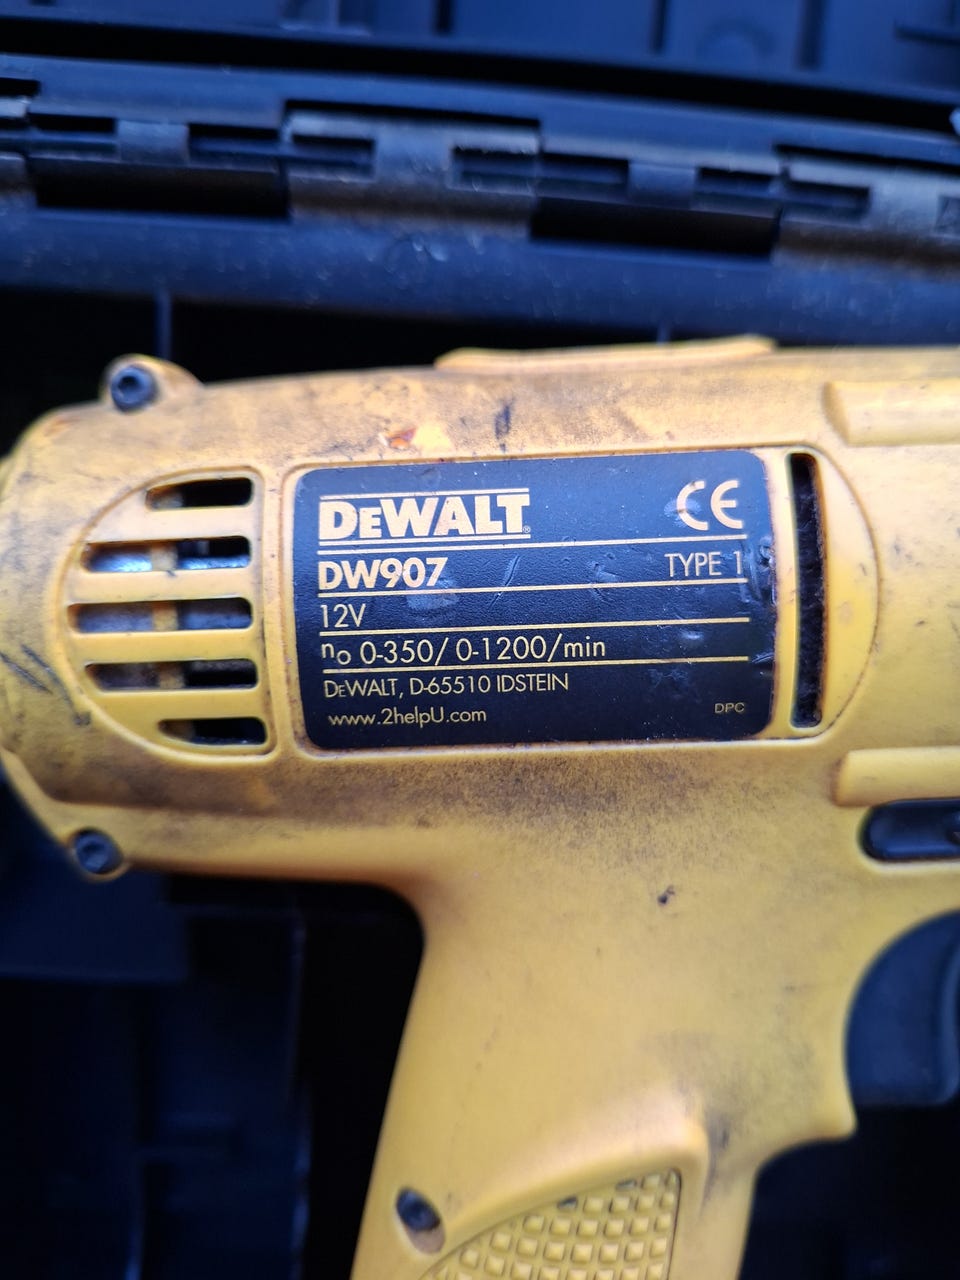 DEWALT®
CE
DW907
TYPE 1
12V
no 0-350/ 0-1200/min
DEWALT, D-65510 IDSTEIN
www.2helpU.com
DPC